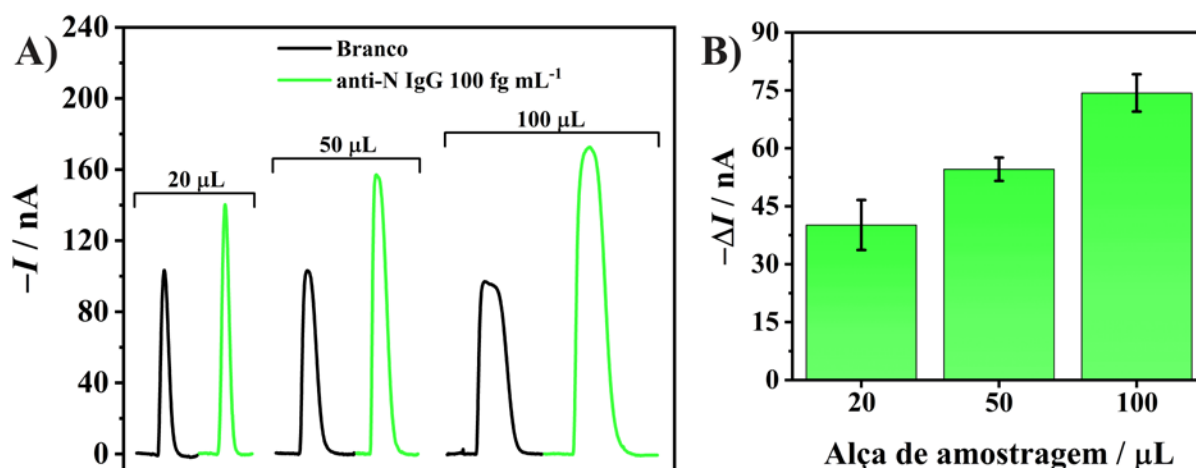 A)
240
200
160
120
80
40
0
−I / nA
Branco
anti-N IgG 100 fg mL⁻¹
20 µL
50 µL
100 µL
B)
90
75
60
45
30
15
0
−ΔI / nA
20 50 100
Alça de amostragem / µL